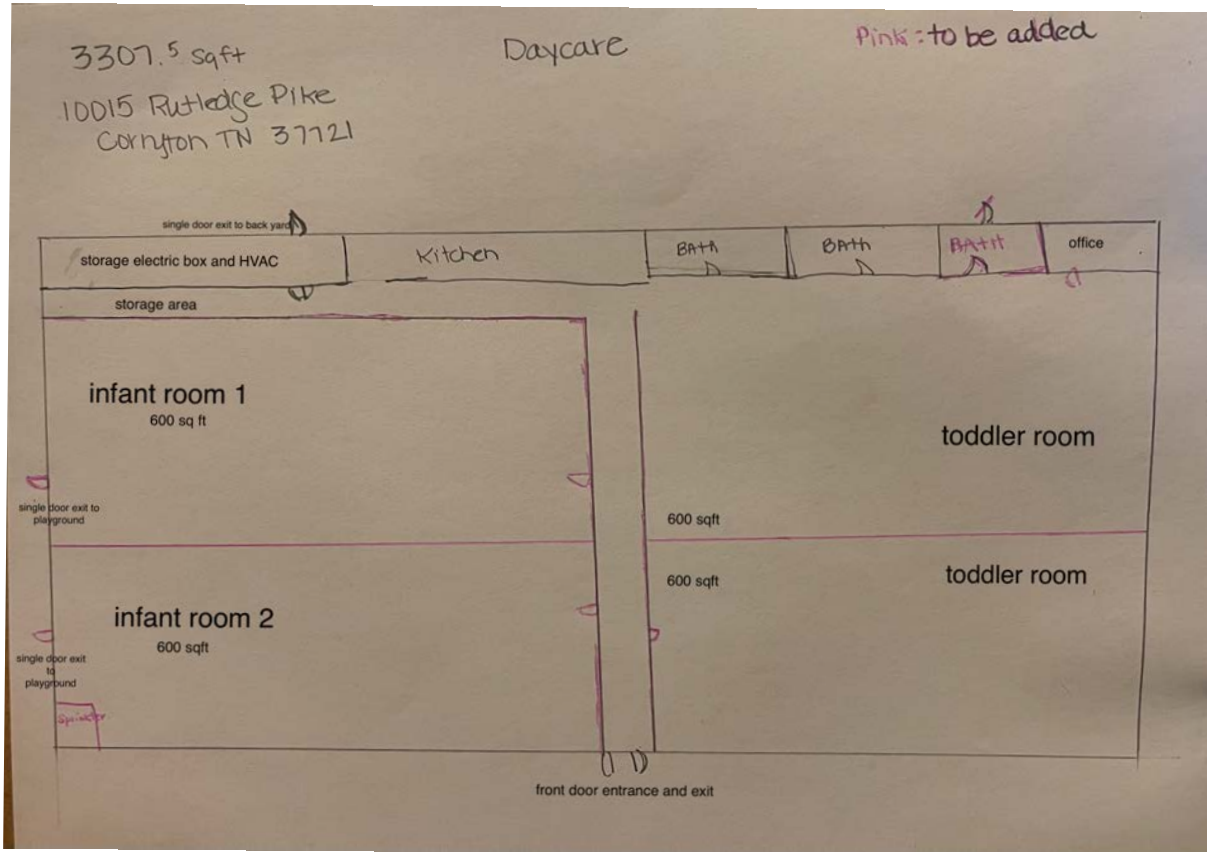 3307.5 Sqft
Daycare
Pink : to be added
10015 Rutledge Pike
Corryton TN 37721
single door exit to back yard
storage electric box and HVAC
Kitchen
BAth
BAth
BAtH
office
storage area
infant room 1
600 sq ft
toddler room
single door exit to
playground
600 sqft
600 sqft
toddler room
infant room 2
600 sqft
single door exit
to
playground
Sprinkler
front door entrance and exit